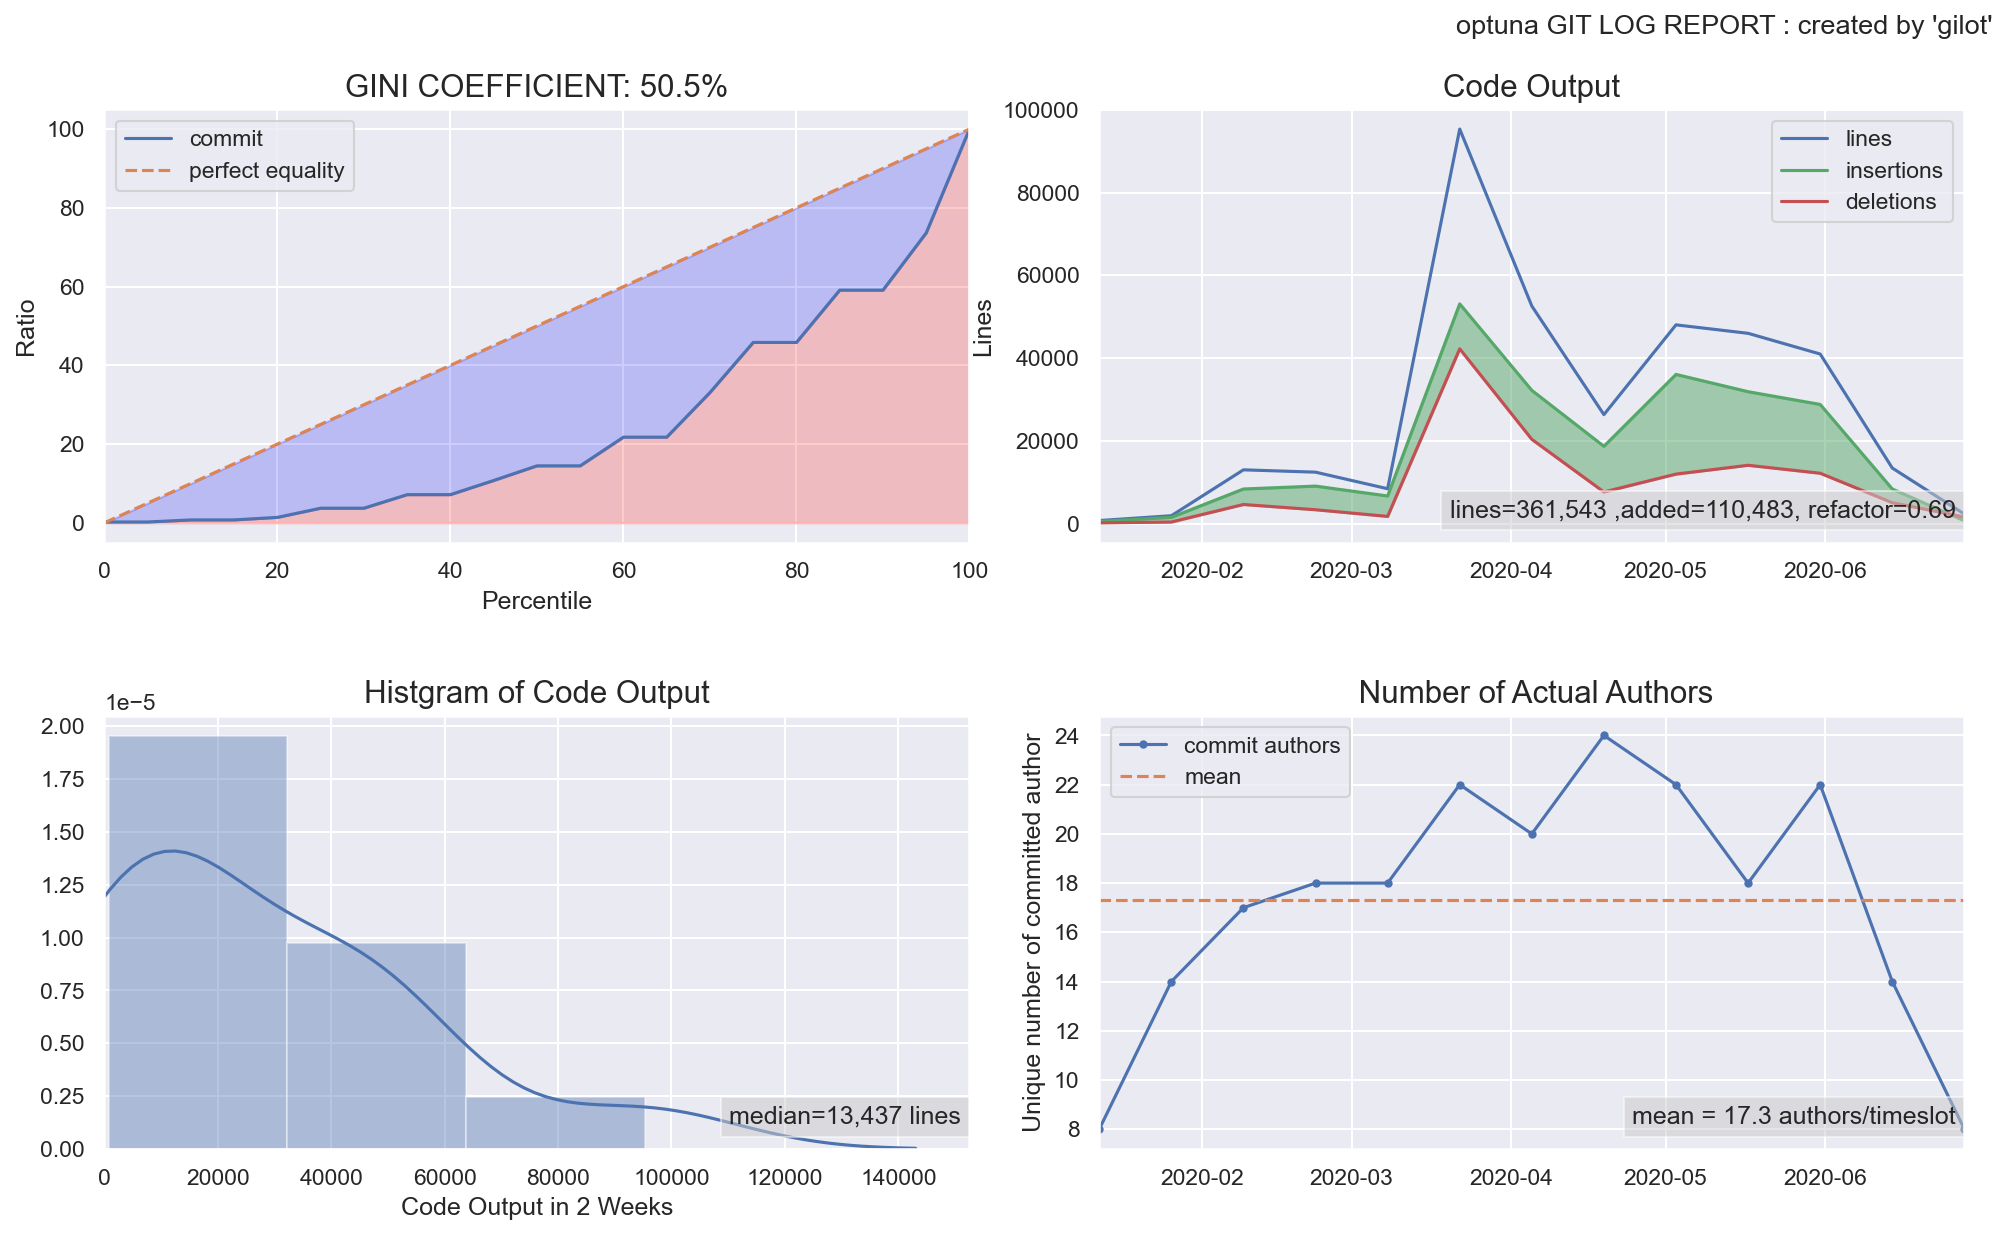 optuna GIT LOG REPORT : created by 'gilot'
GINI COEFFICIENT: 50.5%
commit
perfect equality
Ratio
100
80
60
40
20
0
0 20 40 60 80 100
Percentile
Code Output
lines
insertions
deletions
Lines
100000
80000
60000
40000
20000
0
lines=361,543 ,added=110,483, refactor=0.69
2020-02 2020-03 2020-04 2020-05 2020-06
Histgram of Code Output
1e−5
2.00
1.75
1.50
1.25
1.00
0.75
0.50
0.25
0.00
median=13,437 lines
0 20000 40000 60000 80000 100000 120000 140000
Code Output in 2 Weeks
Number of Actual Authors
commit authors
mean
Unique number of committed author
24
22
20
18
16
14
12
10
8
mean = 17.3 authors/timeslot
2020-02 2020-03 2020-04 2020-05 2020-06